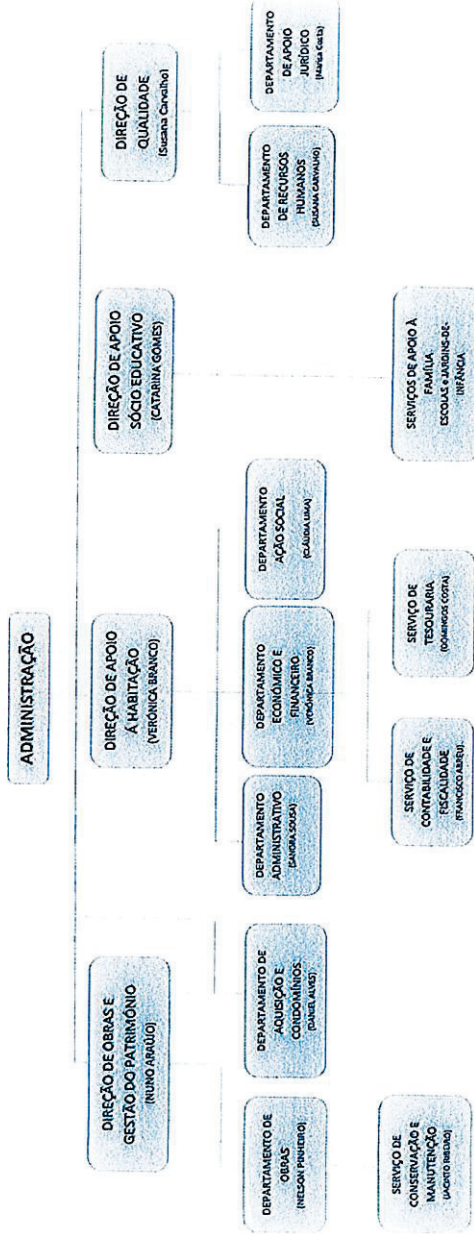 ADMINISTRAÇÃO
DIREÇÃO DE OBRAS E
GESTÃO DO PATRIMÓNIO
(NUNO ARAÚJO)
DIREÇÃO DE APOIO
Á HABITAÇÃO
(VERÓNICA BRANCO)
DIREÇÃO DE APOIO
SÓCIO EDUCATIVO
(CATARINA GOMES)
DIREÇÃO DE
QUALIDADE
(Susana Carvalho)
DEPARTAMENTO DE
OBRAS
(NELSON PINHEIRO)
DEPARTAMENTO DE
AQUISIÇÃO E
CONDOMÍNIOS
(DANIEL ALVES)
DEPARTAMENTO
ADMINISTRATIVO
(SANDRA SOUSA)
DEPARTAMENTO
ECONÓMICO E
FINANCEIRO
(VERÓNICA BRANCO)
DEPARTAMENTO
AÇÃO SOCIAL
(CLÁUDIA LIMA)
DEPARTAMENTO
DE RECURSOS
HUMANOS
(SUSANA CARVALHO)
DEPARTAMENTO
DE APOIO
JURÍDICO
(Marisa Costa)
SERVIÇO DE
CONSERVAÇÃO E
MANUTENÇÃO
(JACINTO RIBEIRO)
SERVIÇO DE
CONTABILIDADE E
FISCALIDADE
(FRANCISCO ABREU)
SERVIÇO DE
TESOURARIA
(DOMINGOS COSTA)
SERVIÇOS DE APOIO À
FAMÍLIA
ESCOLAS e JARDINS-DE-
INFÂNCIA